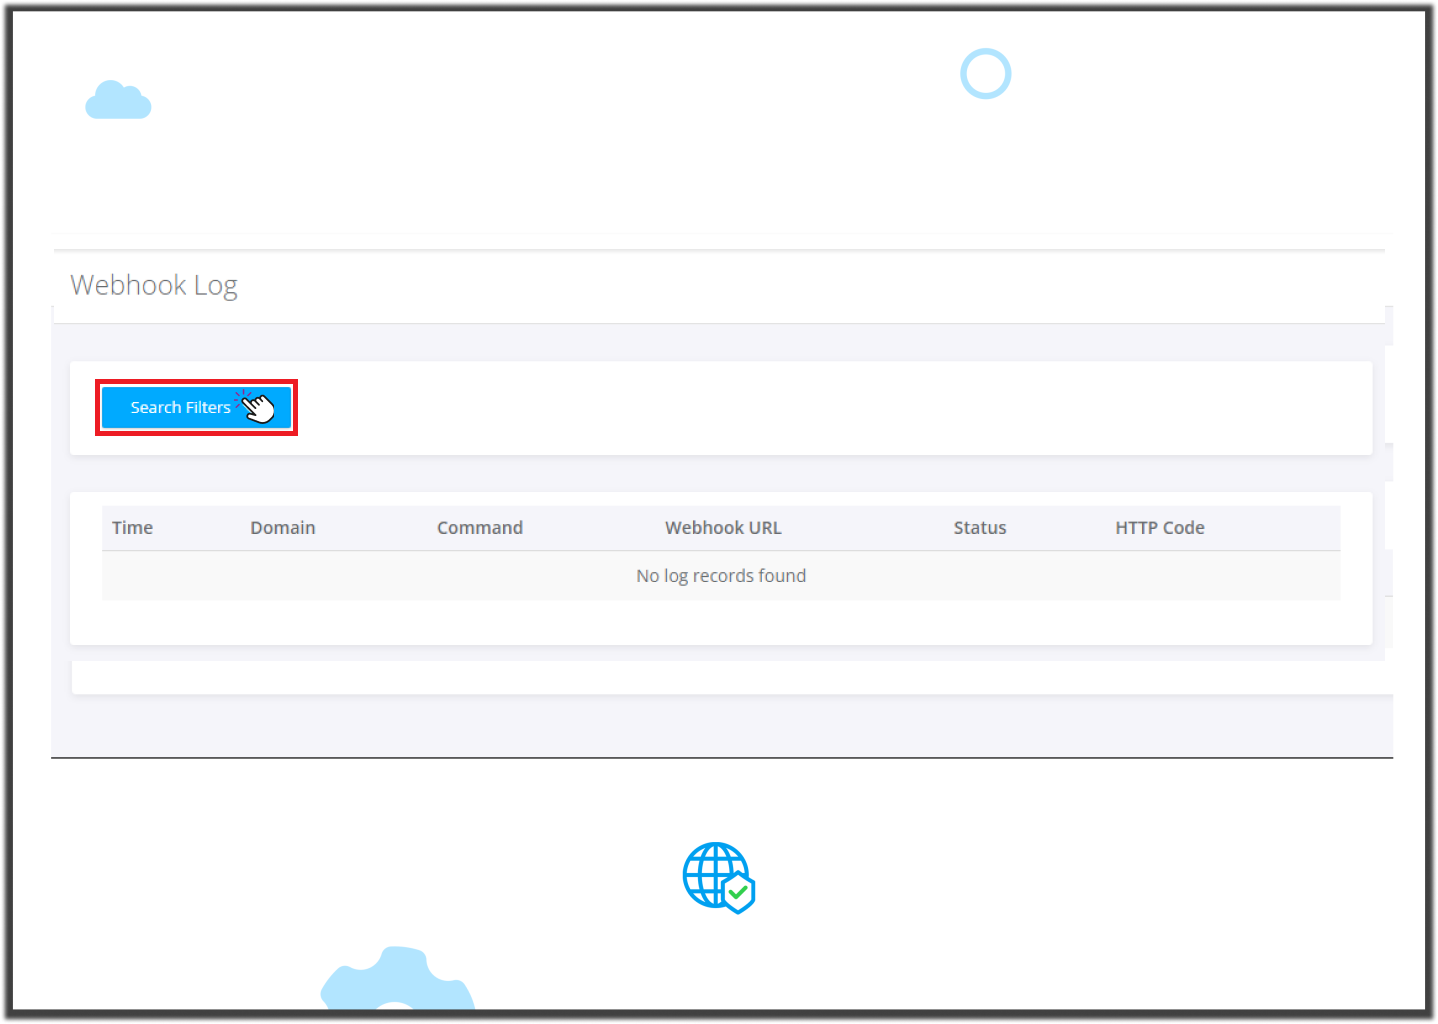 Webhook Log
Search Filters
Time Domain Command Webhook URL Status HTTP Code
No log records found